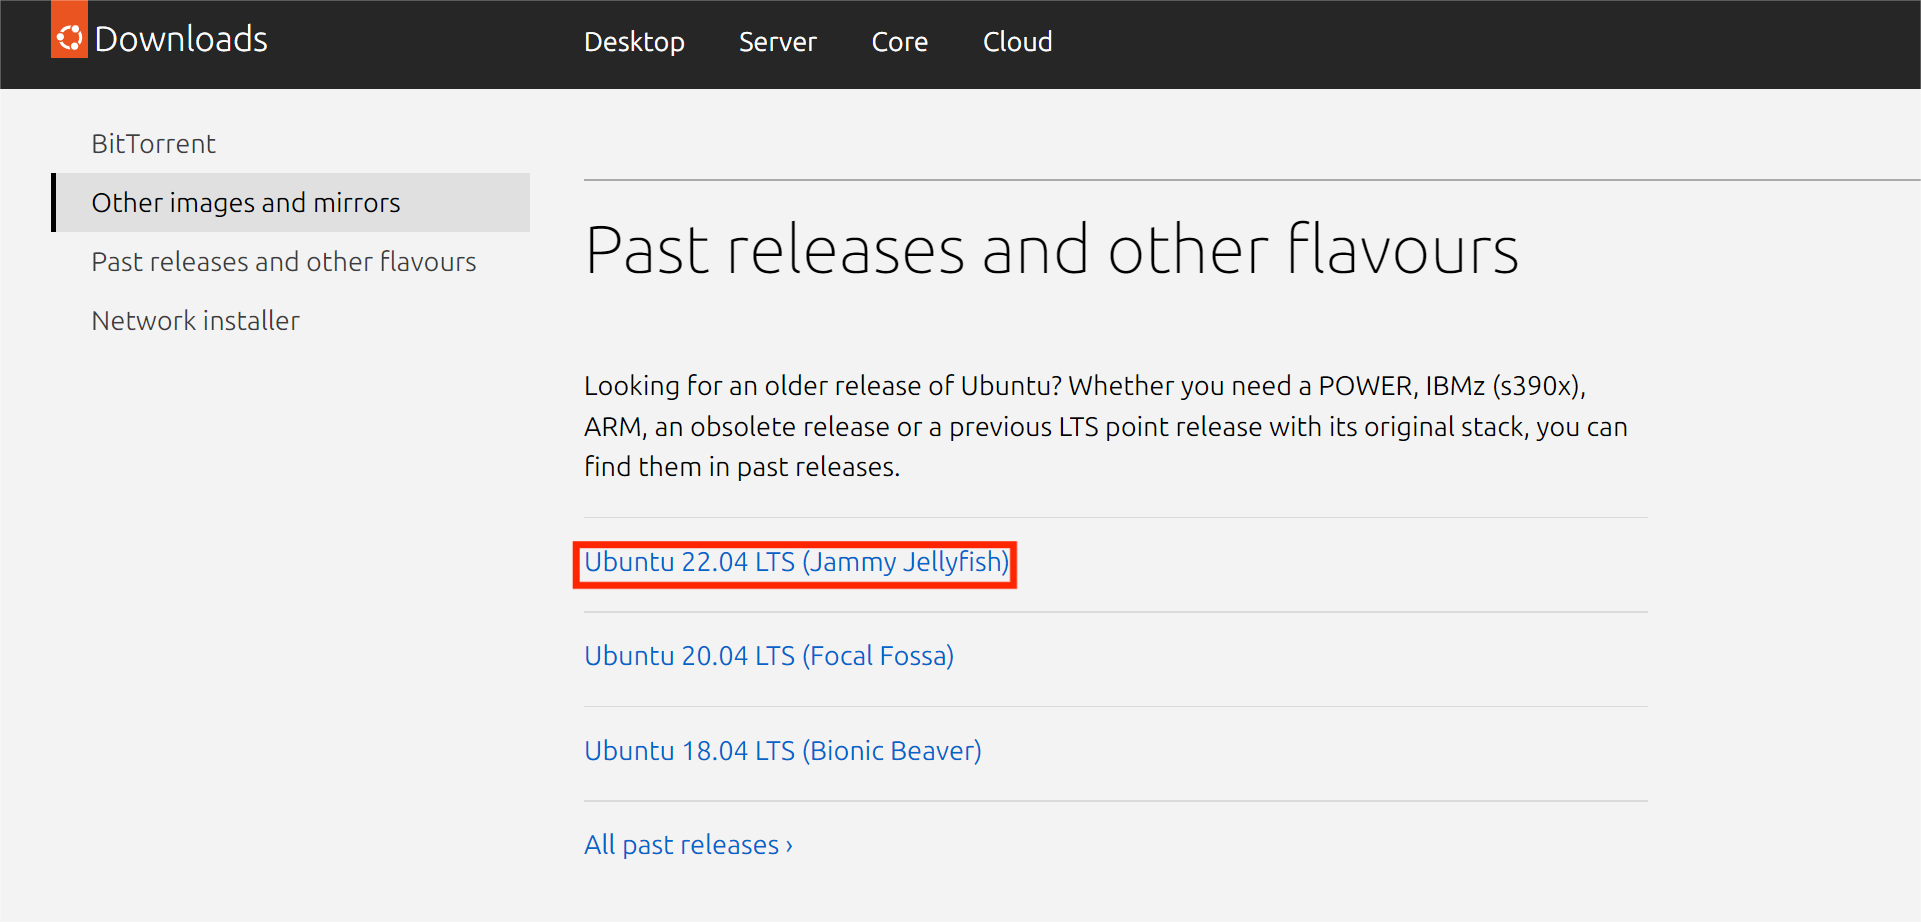 Downloads
Desktop
Server
Core
Cloud
BitTorrent
Other images and mirrors
Past releases and other flavours
Network installer
Past releases and other flavours
Looking for an older release of Ubuntu? Whether you need a POWER, IBMz (s390x),
ARM, an obsolete release or a previous LTS point release with its original stack, you can
find them in past releases.
Ubuntu 22.04 LTS (Jammy Jellyfish)
Ubuntu 20.04 LTS (Focal Fossa)
Ubuntu 18.04 LTS (Bionic Beaver)
All past releases ›